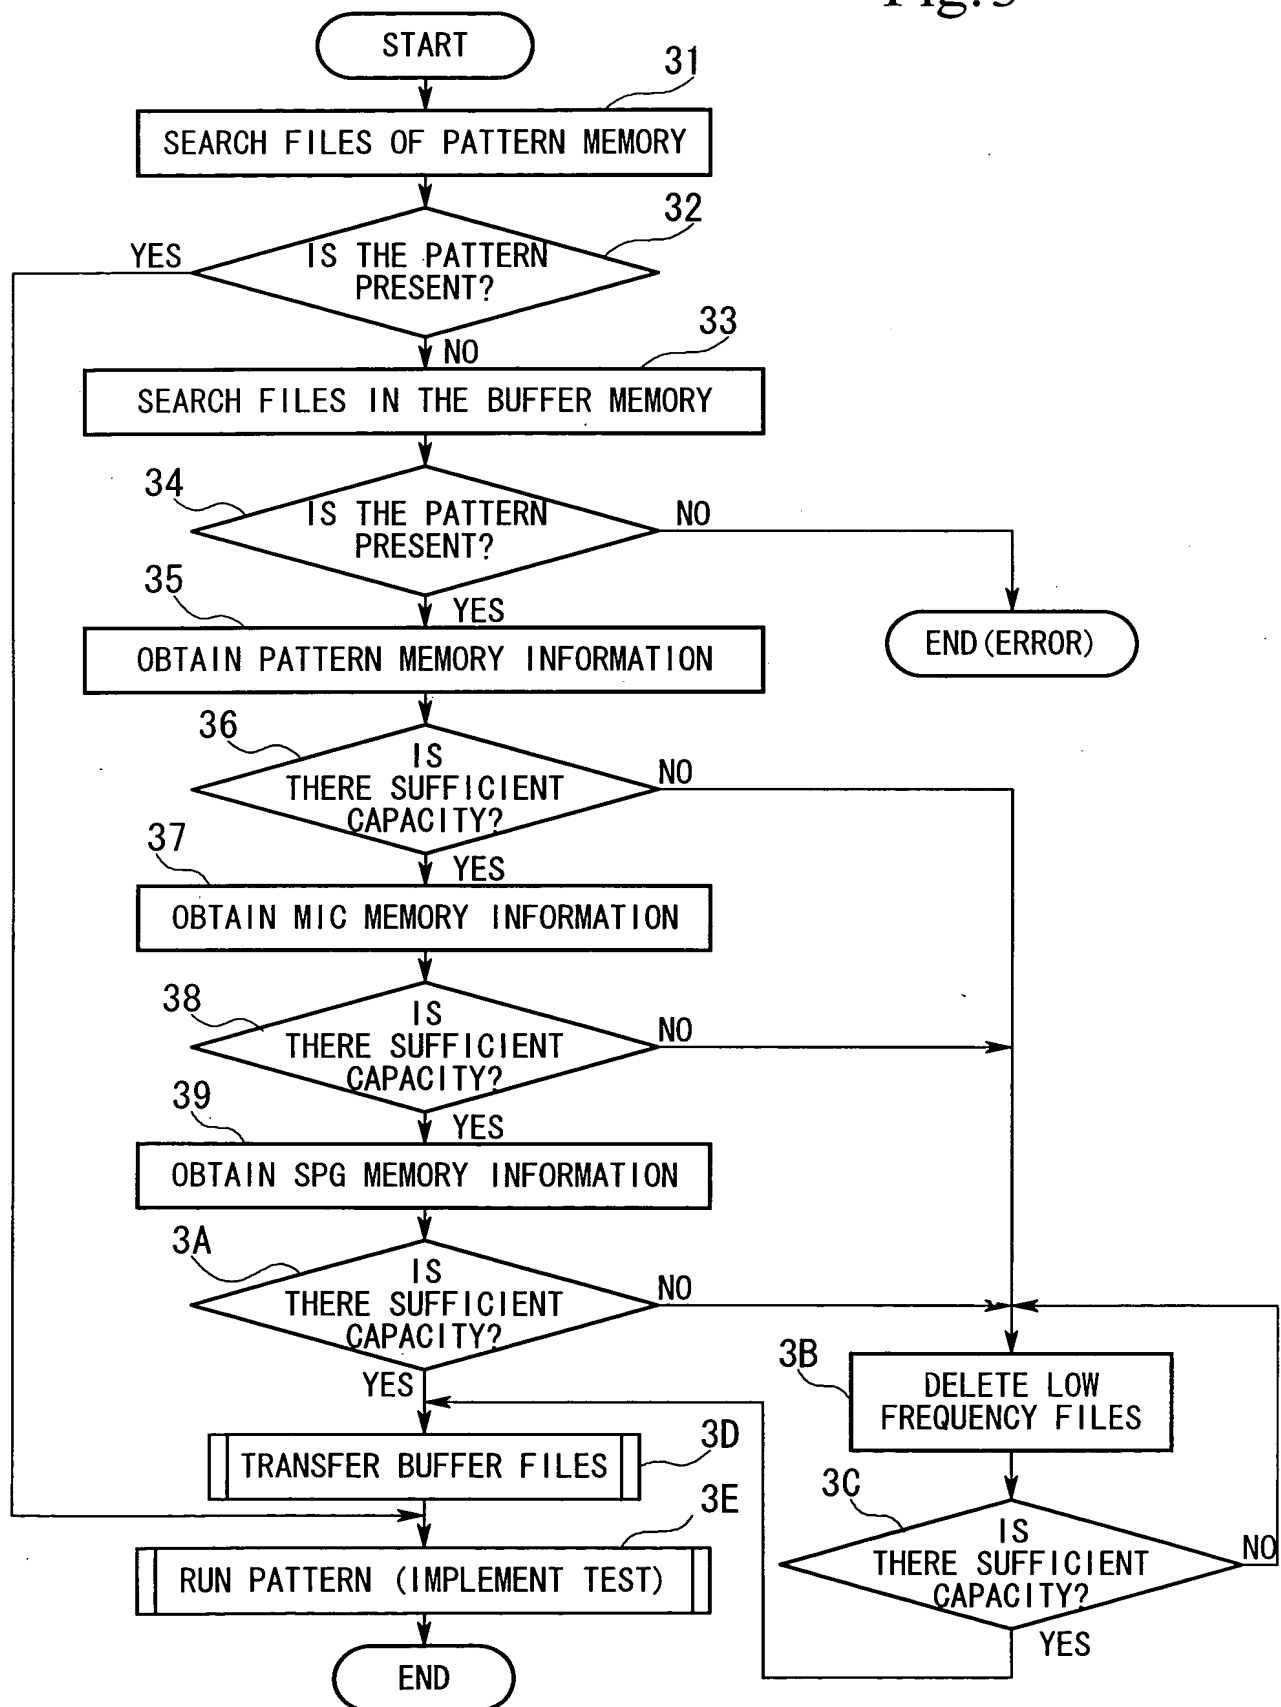 START
31
SEARCH FILES OF PATTERN MEMORY
32
YES
IS THE PATTERN
PRESENT?
33
NO
SEARCH FILES IN THE BUFFER MEMORY
34
IS THE PATTERN
PRESENT?
NO
35
YES
END(ERROR)
OBTAIN PATTERN MEMORY INFORMATION
36
IS
THERE SUFFICIENT
CAPACITY?
NO
37
YES
OBTAIN MIC MEMORY INFORMATION
38
IS
THERE SUFFICIENT
CAPACITY?
NO
39
YES
OBTAIN SPG MEMORY INFORMATION
3A
IS
THERE SUFFICIENT
CAPACITY?
NO
YES
3B
DELETE LOW
FREQUENCY FILES
3D
TRANSFER BUFFER FILES
3C
IS
THERE SUFFICIENT
CAPACITY?
NO
YES
3E
RUN PATTERN (IMPLEMENT TEST)
END